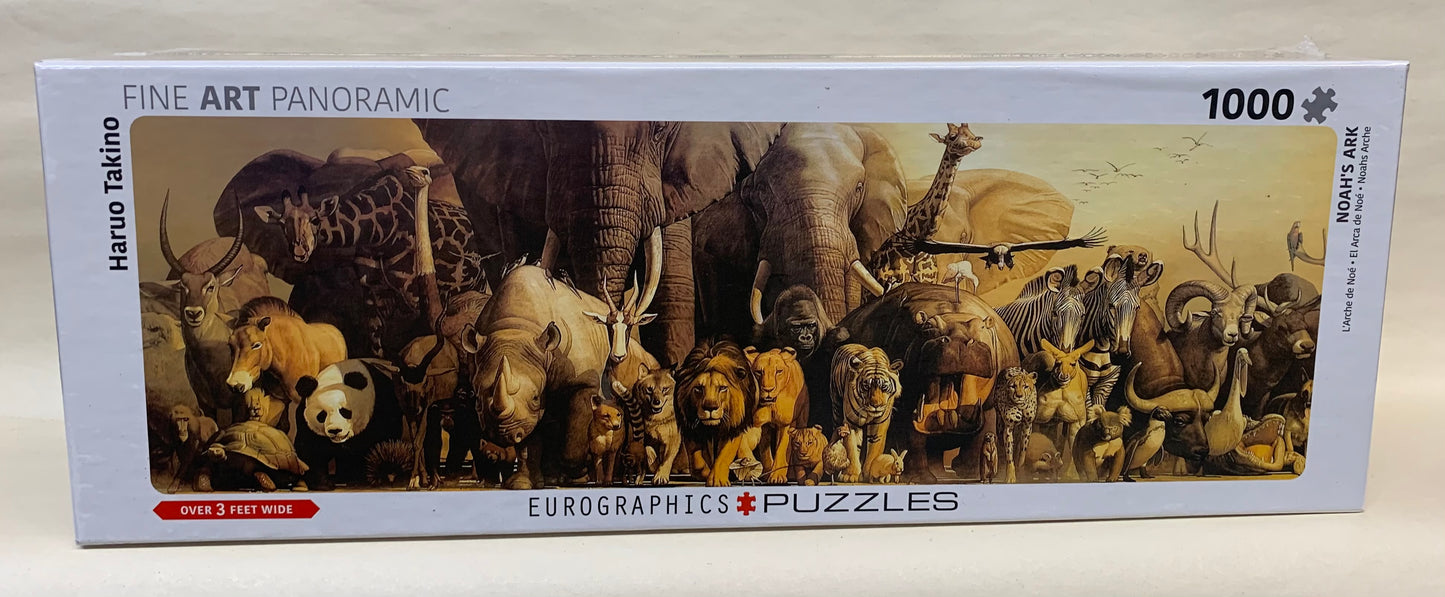 FINE ART PANORAMIC
1000
Haruo Takino
NOAH'S ARK
L'Arche de Noé • El Arca de Noé • Noahs Arche
OVER 3 FEET WIDE
EUROGRAPHICS PUZZLES